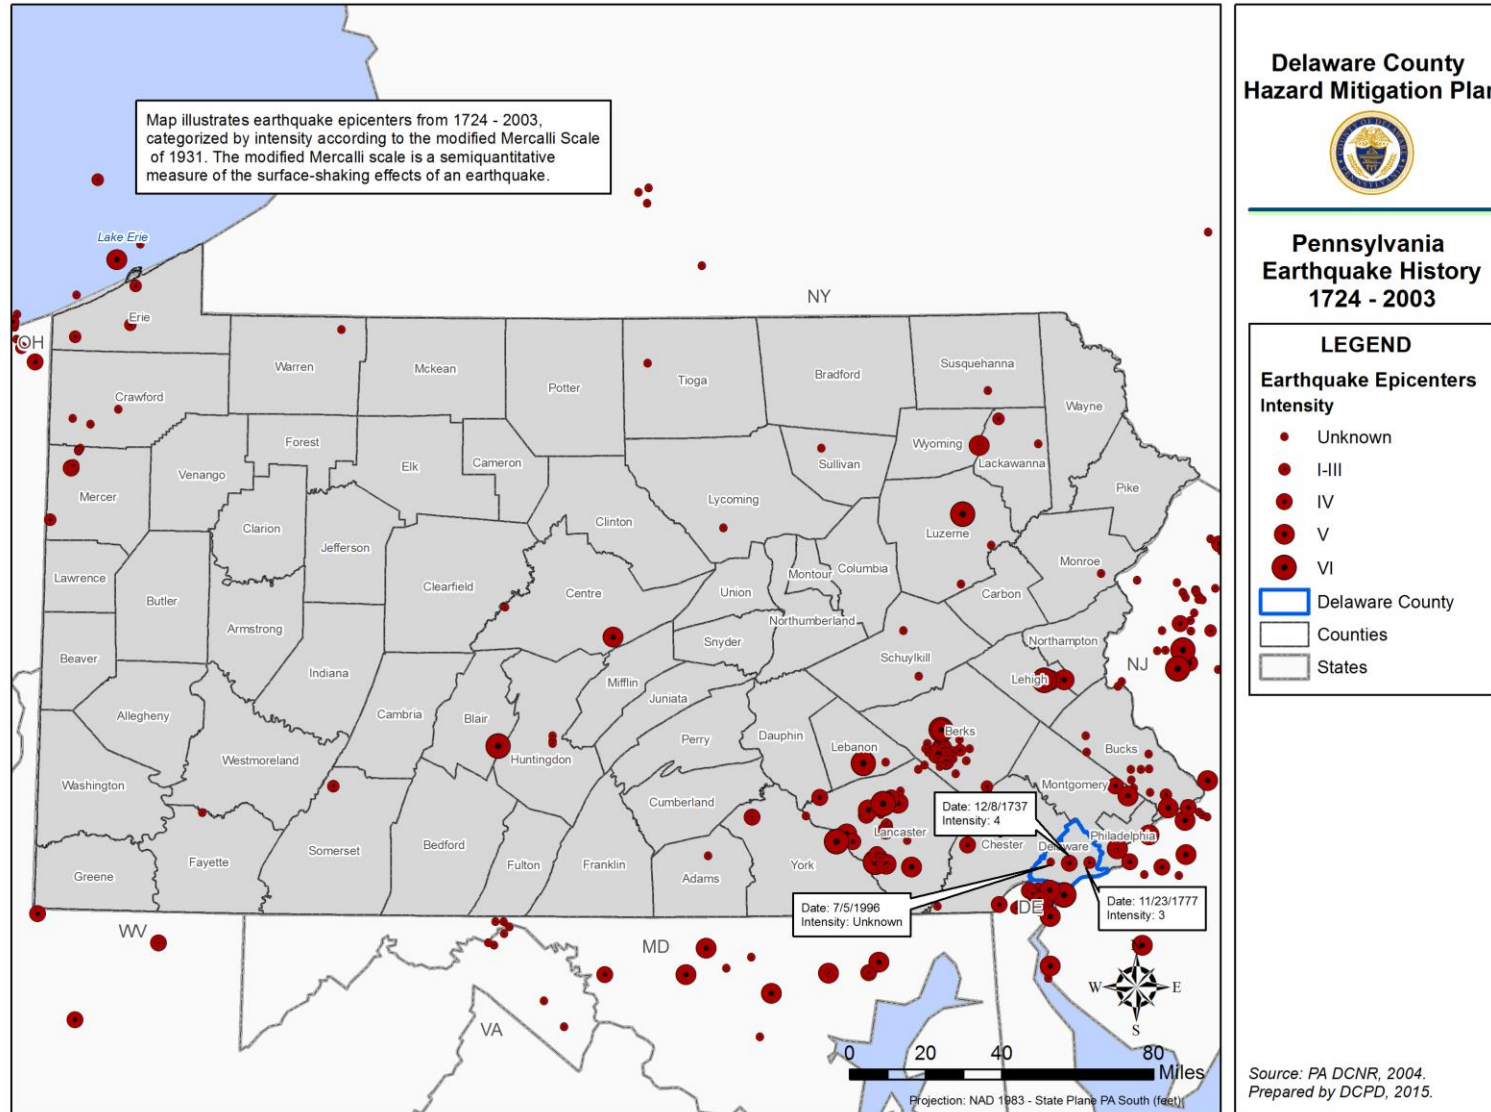 Map illustrates earthquake epicenters from 1724 - 2003,
categorized by intensity according to the modified Mercalli Scale
of 1931. The modified Mercalli scale is a semiquantitative
measure of the surface-shaking effects of an earthquake.
Lake Erie
NY
OH
Erie
Crawford
Warren
Mckean
Potter
Tioga
Bradford
Susquehanna
Wayne
Wyoming
Lackawanna
Forest
Venango
Elk
Cameron
Sullivan
Mercer
Clarion
Clinton
Lycoming
Pike
Luzerne
Jefferson
Lawrence
Butler
Clearfield
Centre
Union
Montour
Columbia
Monroe
Carbon
Armstrong
Northumberland
Snyder
Northampton
Beaver
Indiana
Schuylkill
NJ
Mifflin
Lehigh
Juniata
Allegheny
Cambria
Blair
Perry
Dauphin
Lebanon
Berks
Bucks
Huntingdon
Westmoreland
Washington
Montgomery
Cumberland
Date: 12/8/1737
Intensity: 4
Lancaster
Chester
Delaware
Philadelphia
Somerset
Bedford
Fulton
Franklin
Adams
York
Fayette
Greene
Date: 7/5/1996
Intensity: Unknown
Date: 11/23/1777
Intensity: 3
DE
WV
MD
VA
N
W
E
S
0 20 40 80
Miles
Projection: NAD 1983 - State Plane PA South (feet)
Delaware County
Hazard Mitigation Plan
COUNTY OF DELAWARE
PENNSYLVANIA
Pennsylvania
Earthquake History
1724 - 2003
LEGEND
Earthquake Epicenters
Intensity
Unknown
I-III
IV
V
VI
Delaware County
Counties
States
Source: PA DCNR, 2004.
Prepared by DCPD, 2015.